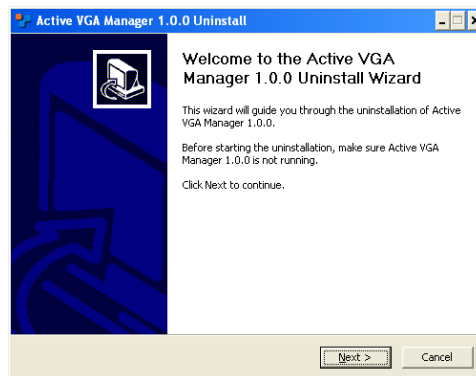 Active VGA Manager 1.0.0 Uninstall
Welcome to the Active VGA
Manager 1.0.0 Uninstall Wizard
This wizard will guide you through the uninstallation of Active
VGA Manager 1.0.0.
Before starting the uninstallation, make sure Active VGA
Manager 1.0.0 is not running.
Click Next to continue.
Next >
Cancel